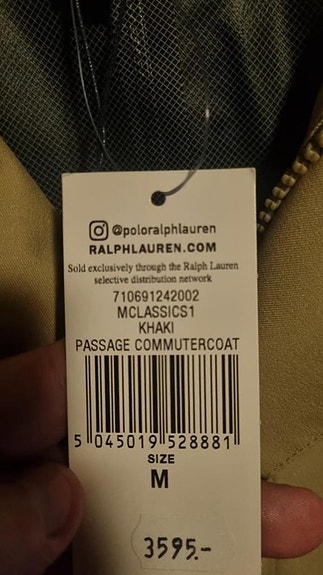 @poloralphlauren
RALPHLAUREN.COM
Sold exclusively through the Ralph Lauren
selective distribution network
710691242002
MCLASSICS1
KHAKI
PASSAGE COMMUTERCOAT
5 045019 528881
SIZE
M
3595.-